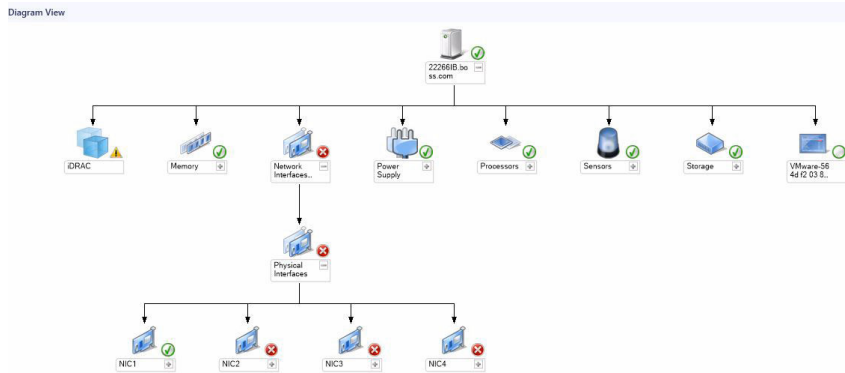 Diagram View
22266IB.bo
ss.com
iDRAC
Memory
Network
Interfaces...
Power
Supply
Processors
Sensors
Storage
VMware-56
4d f2 03 8...
Physical
Interfaces
NIC1
NIC2
NIC3
NIC4